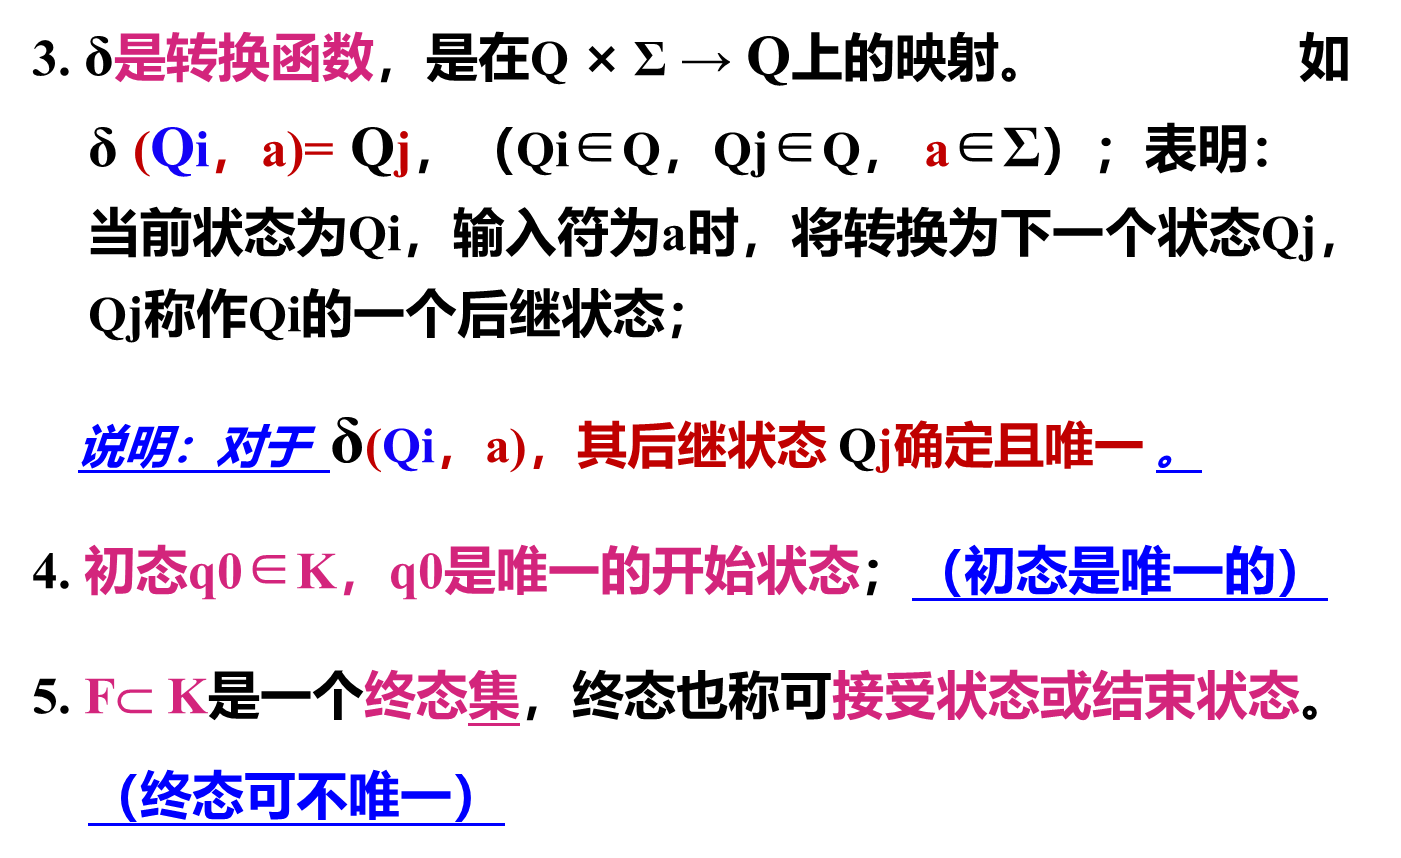 3. δ是转换函数，是在Q × Σ → Q上的映射。 如
δ (Qi，a)= Qj，（Qi∈Q，Qj∈Q， a∈Σ）；表明：
当前状态为Qi，输入符为a时，将转换为下一个状态Qj，
Qj称作Qi的一个后继状态；
说明：对于 δ(Qi，a)，其后继状态 Qj确定且唯一 。
4. 初态q0∈K，q0是唯一的开始状态；（初态是唯一的）
5. F⊂ K是一个终态集，终态也称可接受状态或结束状态。
（终态可不唯一）